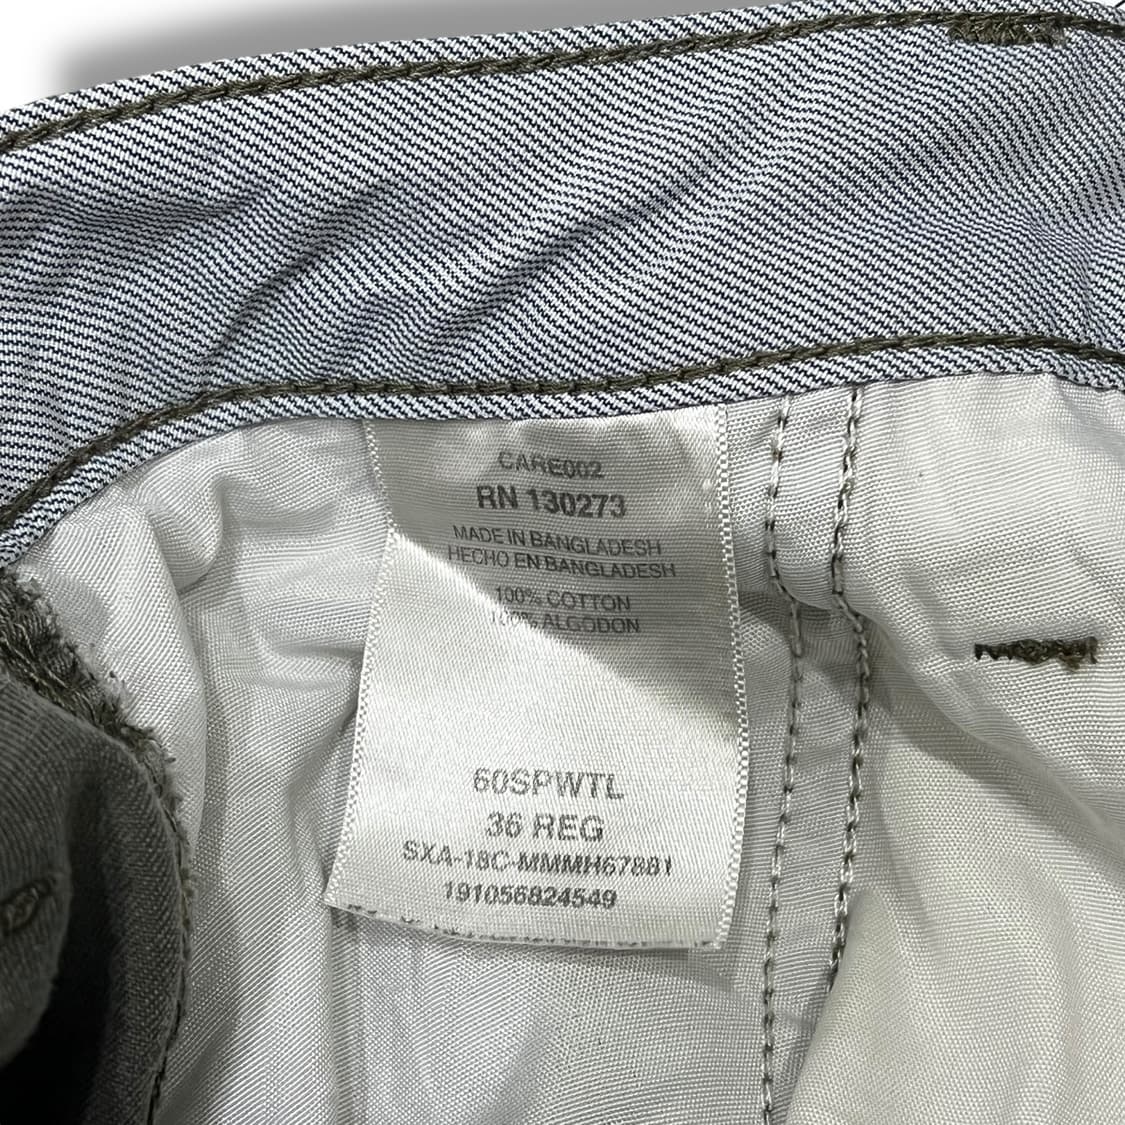 CARE002
RN 130273
MADE IN BANGLADESH
HECHO EN BANGLADESH
100% COTTON
100% ALGODON
60SPWTL
36 REG
SXA-18C-MMMH67881
191056824549